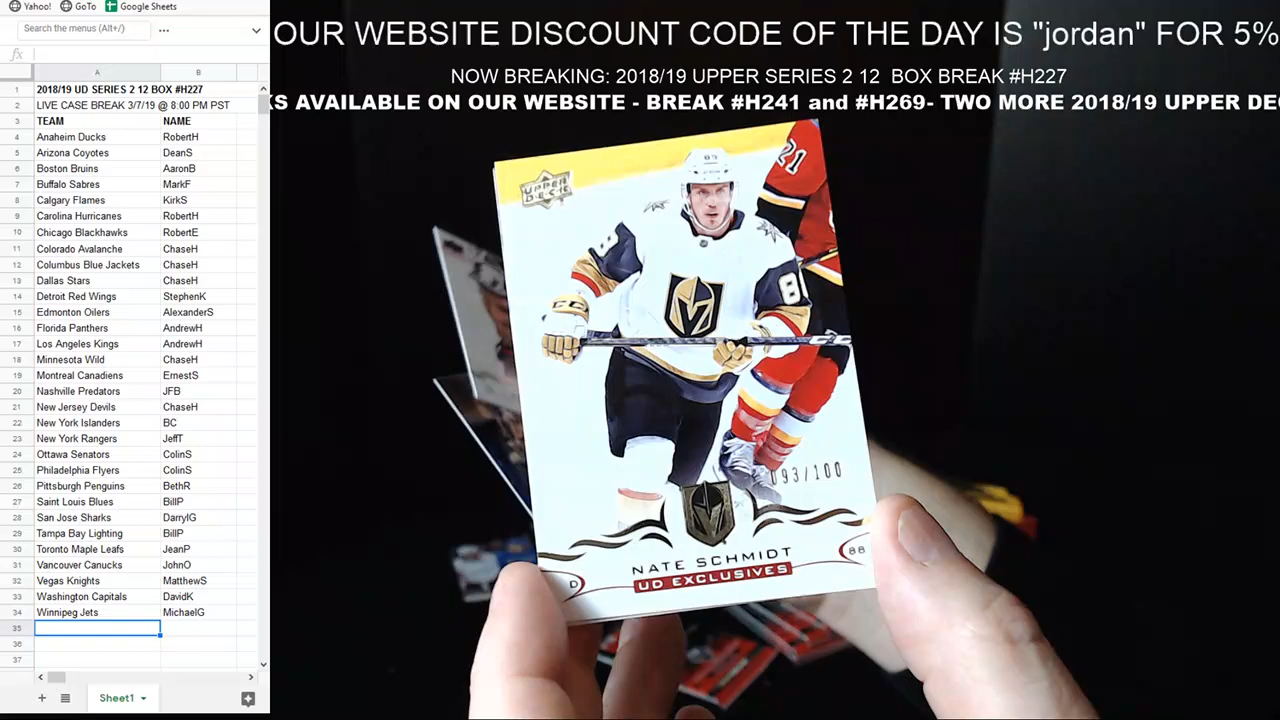 Yahoo! GoTo Google Sheets
Search the menus (Alt+/)
fx
A B
1 2018/19 UD SERIES 2 12 BOX #H227
2 LIVE CASE BREAK 3/7/19 @ 8:00 PM PST
3 TEAM NAME
4 Anaheim Ducks RobertH
5 Arizona Coyotes DeanS
6 Boston Bruins AaronB
7 Buffalo Sabres MarkF
8 Calgary Flames KirkS
9 Carolina Hurricanes RobertH
10 Chicago Blackhawks RobertE
11 Colorado Avalanche ChaseH
12 Columbus Blue Jackets ChaseH
13 Dallas Stars ChaseH
14 Detroit Red Wings StephenK
15 Edmonton Oilers AlexanderS
16 Florida Panthers AndrewH
17 Los Angeles Kings AndrewH
18 Minnesota Wild ChaseH
19 Montreal Canadiens ErnestS
20 Nashville Predators JFB
21 New Jersey Devils ChaseH
22 New York Islanders BC
23 New York Rangers JeffT
24 Ottawa Senators ColinS
25 Philadelphia Flyers ColinS
26 Pittsburgh Penguins BethR
27 Saint Louis Blues BillP
28 San Jose Sharks DarrylG
29 Tampa Bay Lighting BillP
30 Toronto Maple Leafs JeanP
31 Vancouver Canucks JohnO
32 Vegas Knights MatthewS
33 Washington Capitals DavidK
34 Winnipeg Jets MichaelG
35
36
37
Sheet1
OUR WEBSITE DISCOUNT CODE OF THE DAY IS "jordan" FOR 5%
NOW BREAKING: 2018/19 UPPER SERIES 2 12 BOX BREAK #H227
KS AVAILABLE ON OUR WEBSITE - BREAK #H241 and #H269- TWO MORE 2018/19 UPPER DEC
UPPER DECK
21
CCM
093/100
NATE SCHMIDT
88
D
UD EXCLUSIVES